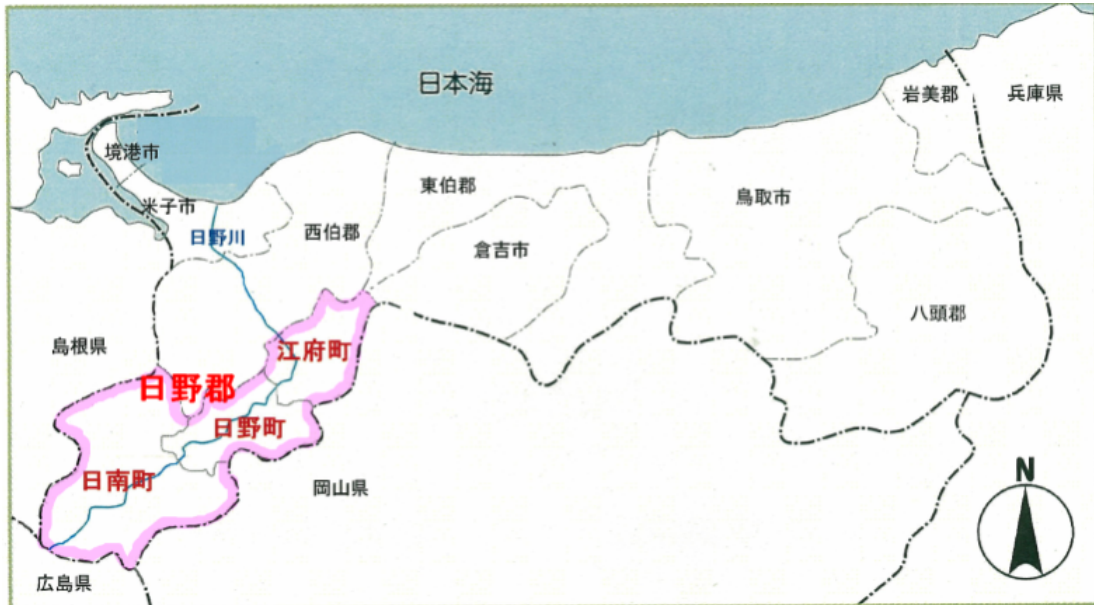 日本海
岩美郡
兵庫県
境港市
米子市
日野川
西伯郡
東伯郡
倉吉市
鳥取市
八頭郡
島根県
江府町
日野郡
日野町
日南町
岡山県
広島県
N